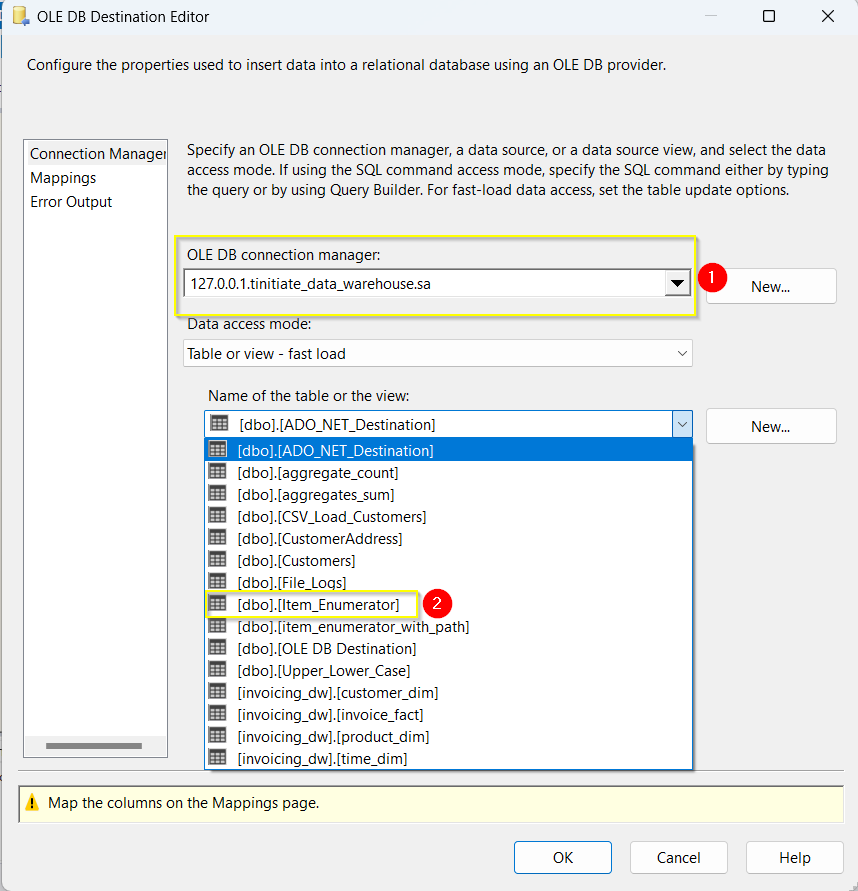 OLE DB Destination Editor
Configure the properties used to insert data into a relational database using an OLE DB provider.
Connection Manager
Mappings
Error Output
Specify an OLE DB connection manager, a data source, or a data source view, and select the data
access mode. If using the SQL command access mode, specify the SQL command either by typing
the query or by using Query Builder. For fast-load data access, set the table update options.
OLE DB connection manager:
127.0.0.1.tinitiate_data_warehouse.sa
1
New...
Data access mode:
Table or view - fast load
Name of the table or the view:
[dbo].[ADO_NET_Destination]
New...
[dbo].[ADO_NET_Destination]
[dbo].[aggregate_count]
[dbo].[aggregates_sum]
[dbo].[CSV_Load_Customers]
[dbo].[CustomerAddress]
[dbo].[Customers]
[dbo].[File_Logs]
[dbo].[Item_Enumerator]
2
[dbo].[item_enumerator_with_path]
[dbo].[OLE DB Destination]
[dbo].[Upper_Lower_Case]
[invoicing_dw].[customer_dim]
[invoicing_dw].[invoice_fact]
[invoicing_dw].[product_dim]
[invoicing_dw].[time_dim]
Map the columns on the Mappings page.
OK
Cancel
Help